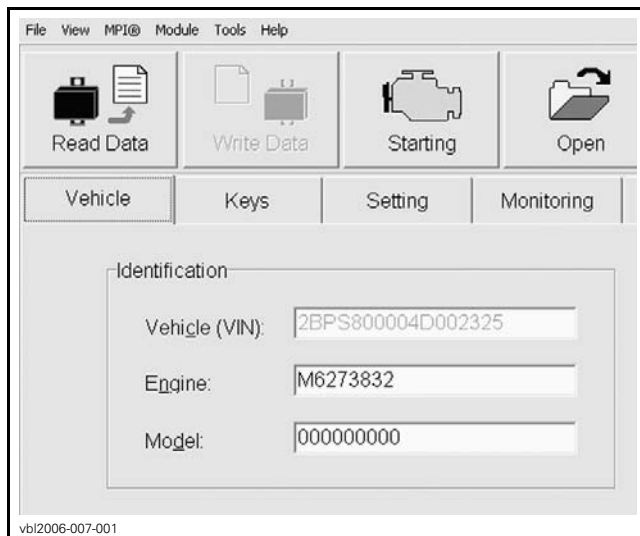 File View MPI® Module Tools Help
Read Data Write Data Starting Open
Vehicle Keys Setting Monitoring
Identification
Vehicle (VIN): 2BPS800004D002325
Engine: M6273832
Model: 000000000
vbl2006-007-001